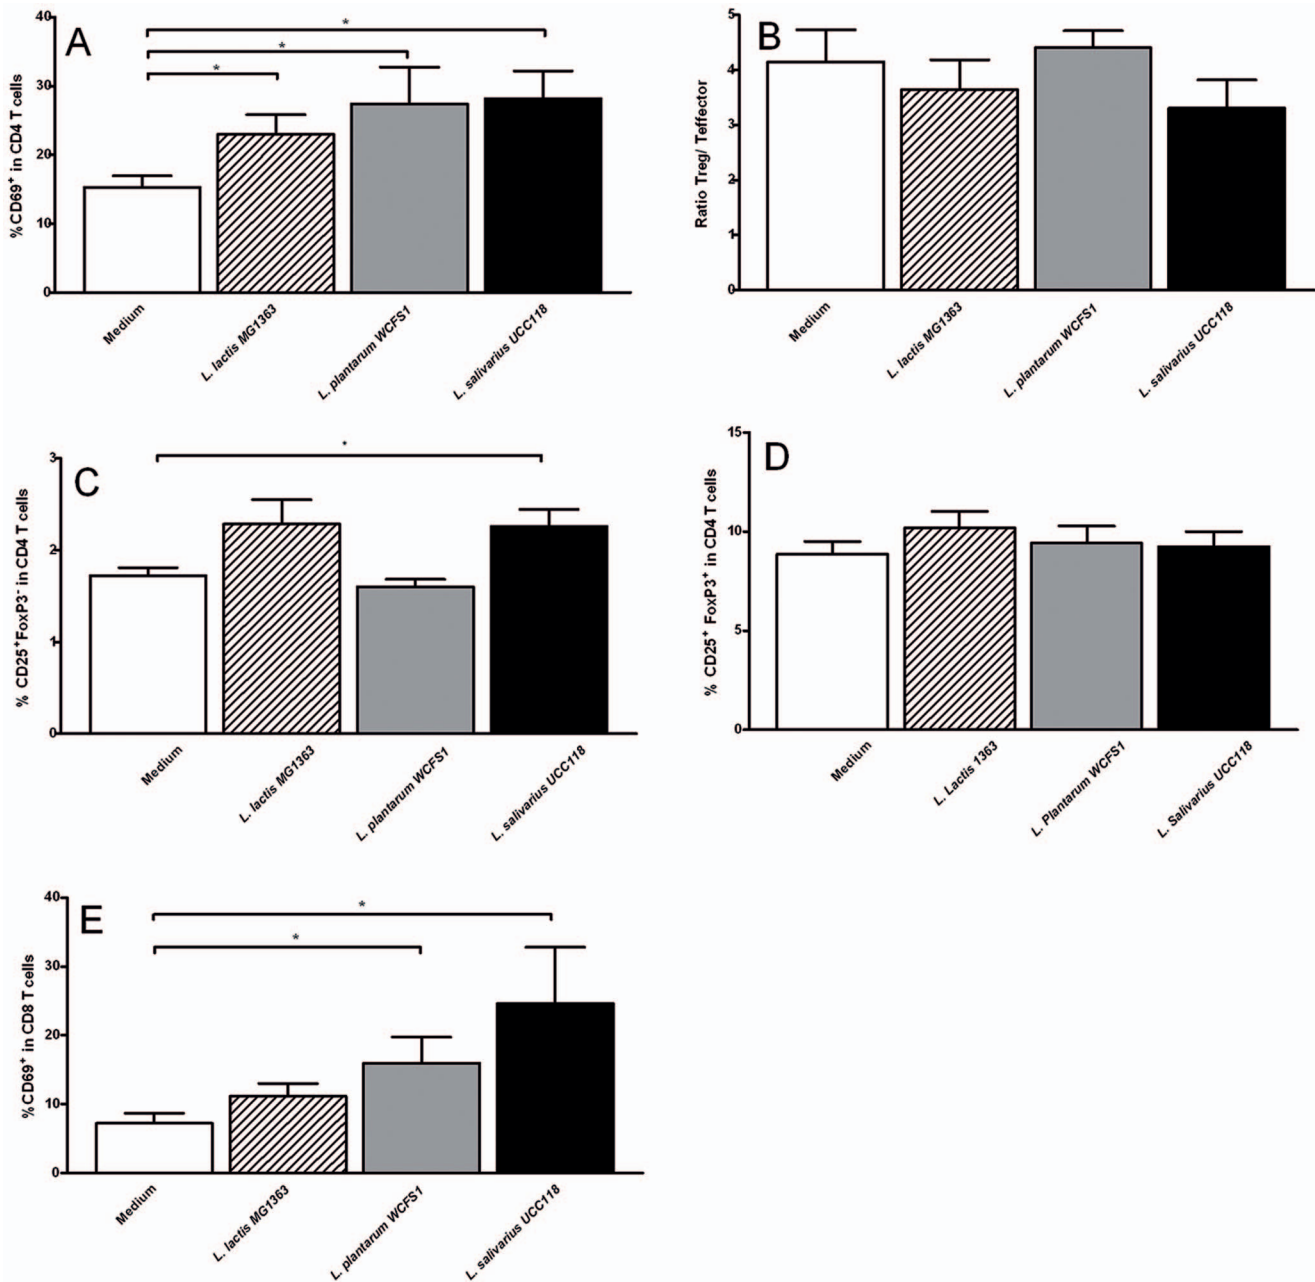 A
% CD69+ in CD4 T cells
40
30
20
10
0
*
*
*
Medium
L. lactis MG1363
L. plantarum WCFS1
L. salivarius UCC118
B
Ratio Treg/ Teffector
5
4
3
2
1
0
Medium
L. lactis MG1363
L. plantarum WCFS1
L. salivarius UCC118
C
% CD25+FoxP3- in CD4 T cells
3
2
1
0
*
Medium
L. lactis MG1363
L. plantarum WCFS1
L. salivarius UCC118
D
% CD25+ FoxP3+ in CD4 T cells
15
10
5
0
Medium
L. Lactis 1363
L. Plantarum WCFS1
L. Salivarius UCC118
E
%CD69+ in CD8 T cells
40
30
20
10
0
*
*
Medium
L. lactis MG1363
L. plantarum WCFS1
L. salivarius UCC118